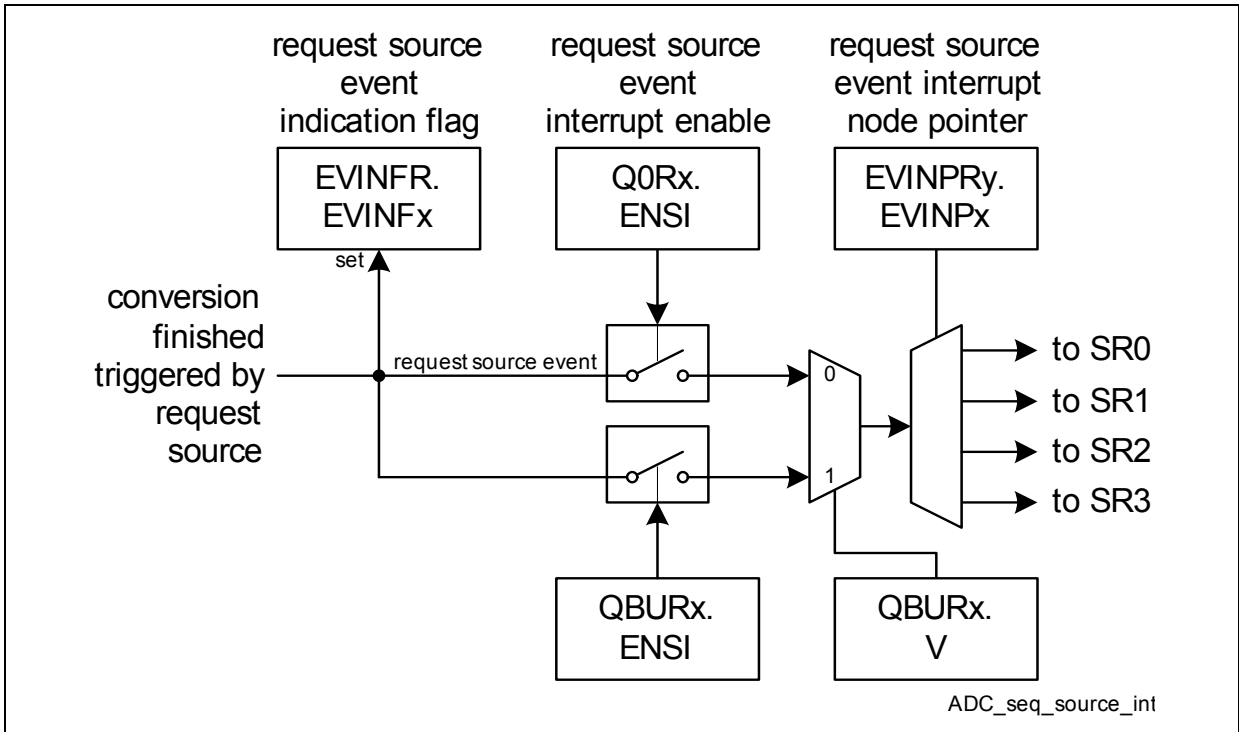 request source
event
indication flag
request source
event
interrupt enable
request source
event interrupt
node pointer
EVINFR.
EVINFx
Q0Rx.
ENSI
EVINPRy.
EVINPx
set
conversion
finished
triggered by
request
source
request source event
0
1
to SR0
to SR1
to SR2
to SR3
QBURx.
ENSI
QBURx.
V
ADC_seq_source_int